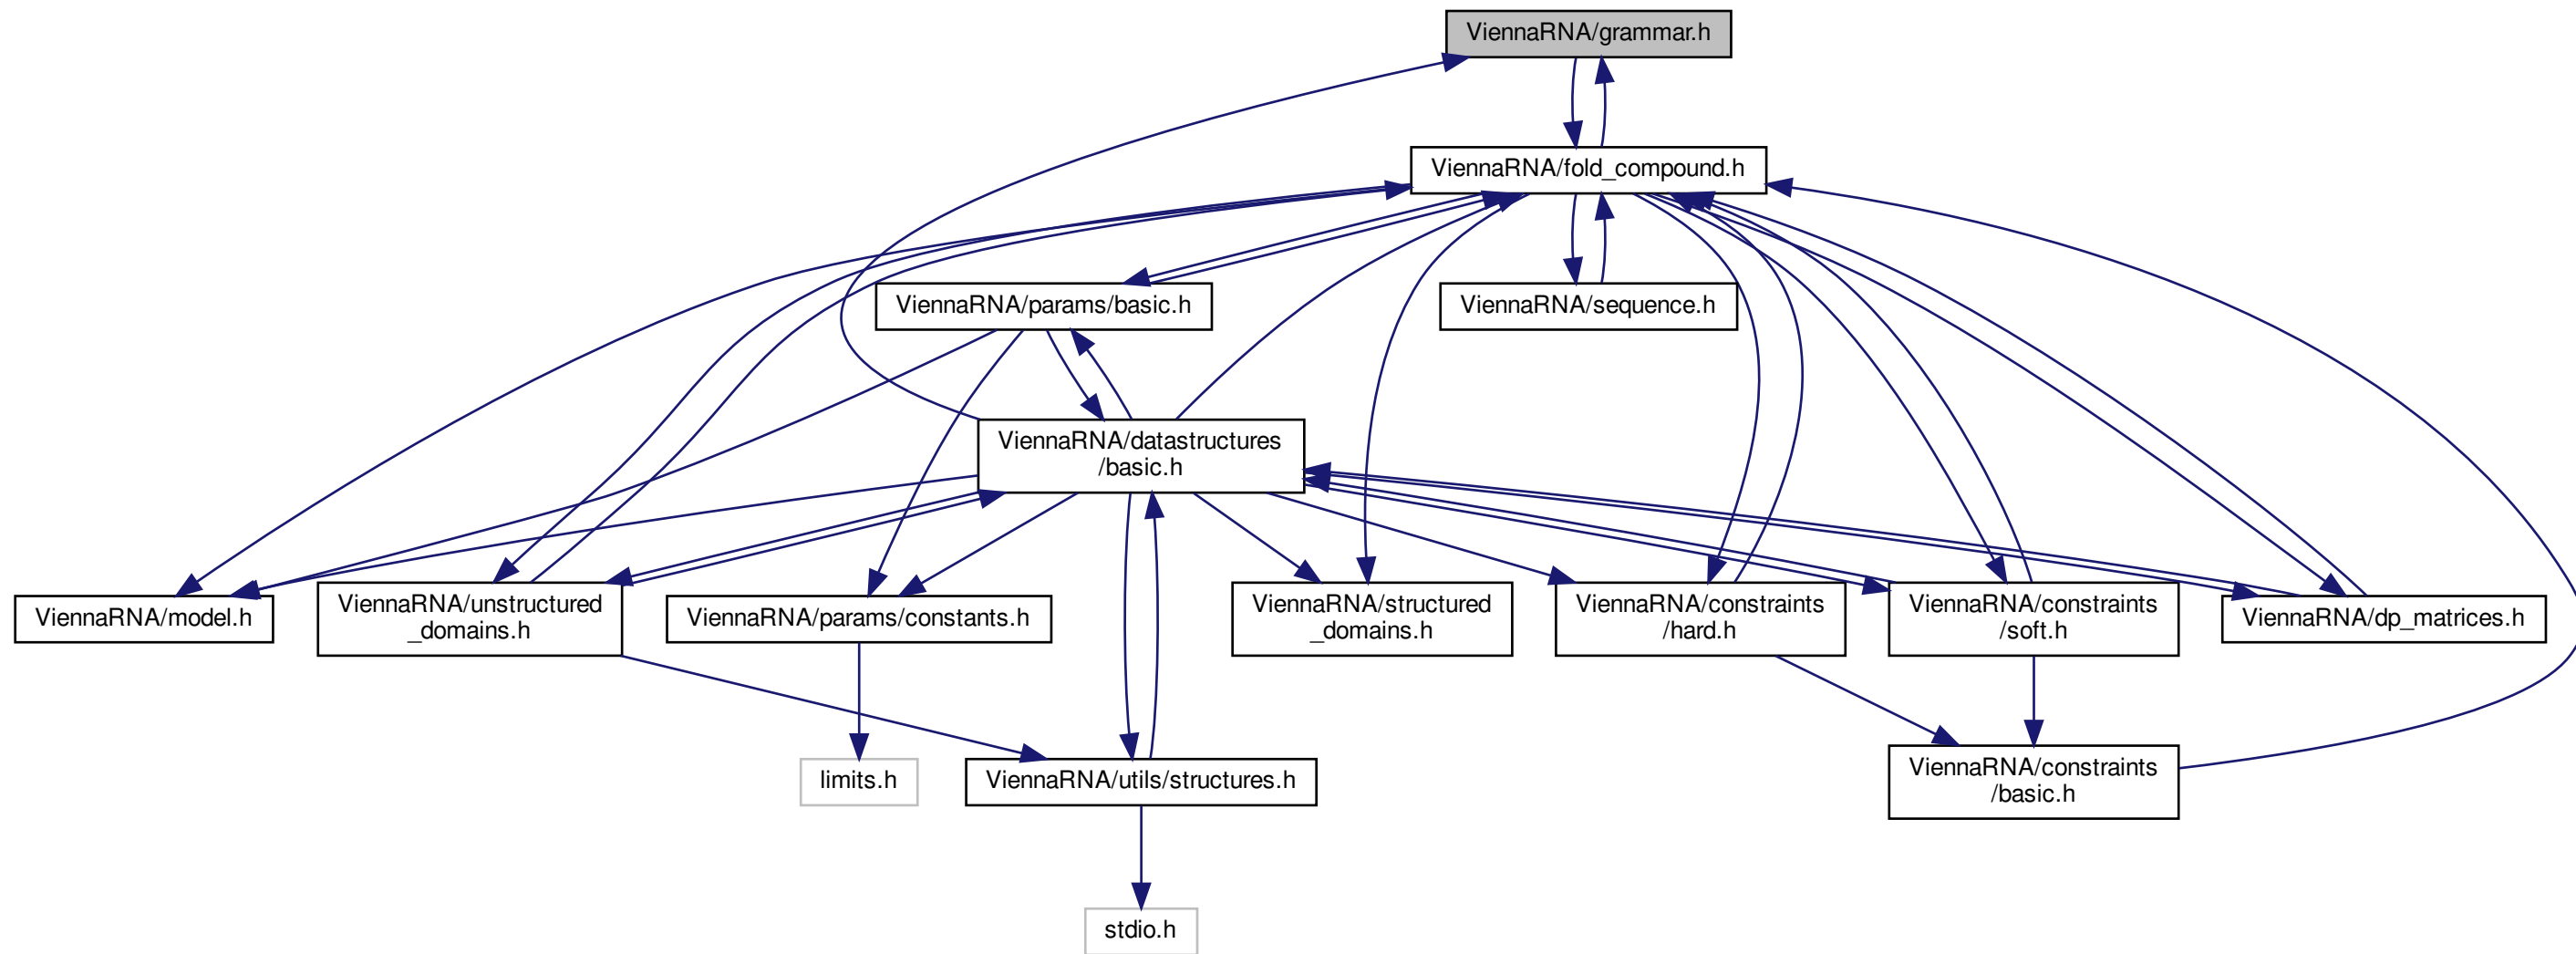 ViennaRNA/grammar.h
ViennaRNA/fold_compound.h
ViennaRNA/params/basic.h
ViennaRNA/sequence.h
ViennaRNA/datastructures
/basic.h
ViennaRNA/model.h
ViennaRNA/unstructured
_domains.h
ViennaRNA/params/constants.h
ViennaRNA/structured
_domains.h
ViennaRNA/constraints
/hard.h
ViennaRNA/constraints
/soft.h
ViennaRNA/dp_matrices.h
limits.h
ViennaRNA/utils/structures.h
ViennaRNA/constraints
/basic.h
stdio.h